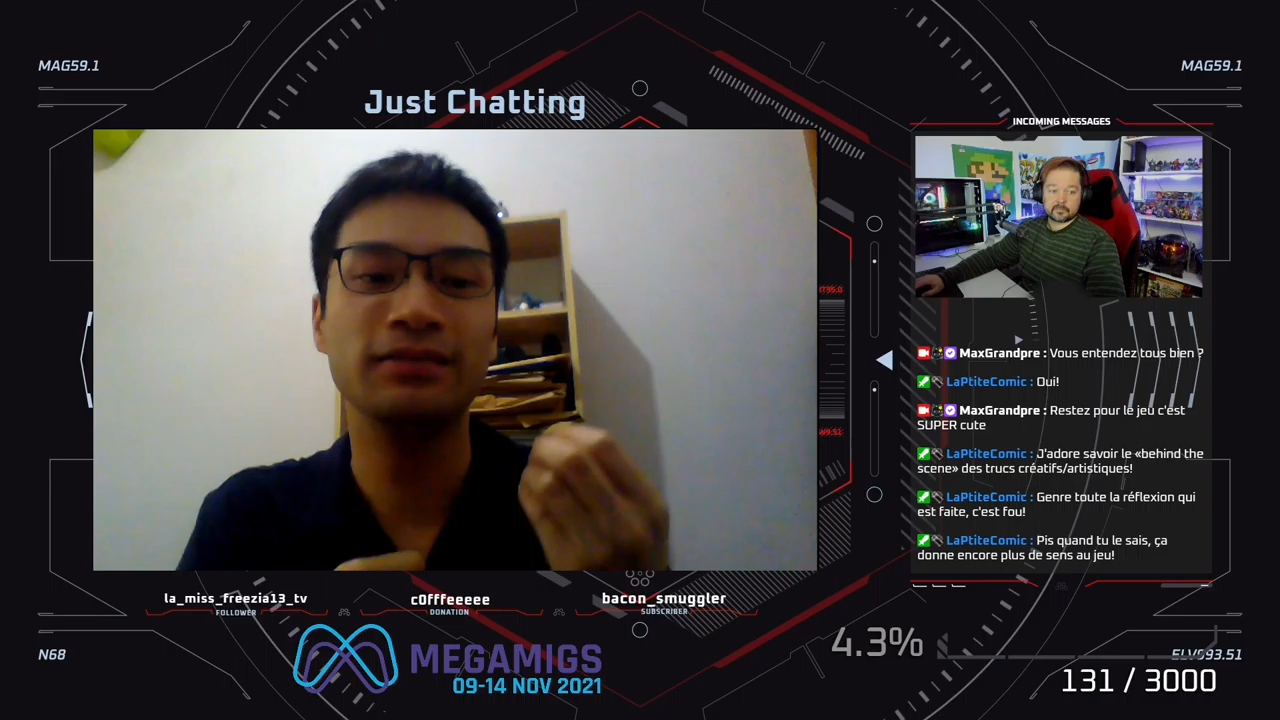 MAG59.1
MAG59.1
Just Chatting
INCOMING MESSAGES
MaxGrandpre : Vous entendez tous bien ?
LaPtiteComic : Oui!
MaxGrandpre : Restez pour le jeu c'est
SUPER cute
LaPtiteComic : J'adore savoir le «behind the
scene» des trucs créatifs/artistiques!
LaPtiteComic : Genre toute la réflexion qui
est faite, c'est fou!
LaPtiteComic : Pis quand tu le sais, ça
donne encore plus de sens au jeu!
la_miss_freezia13_tv
FOLLOWER
c0fffeeeee
DONATION
bacon_smuggler
SUBSCRIBER
N68
MEGAMIGS
09-14 NOV 2021
4.3%
131 / 3000